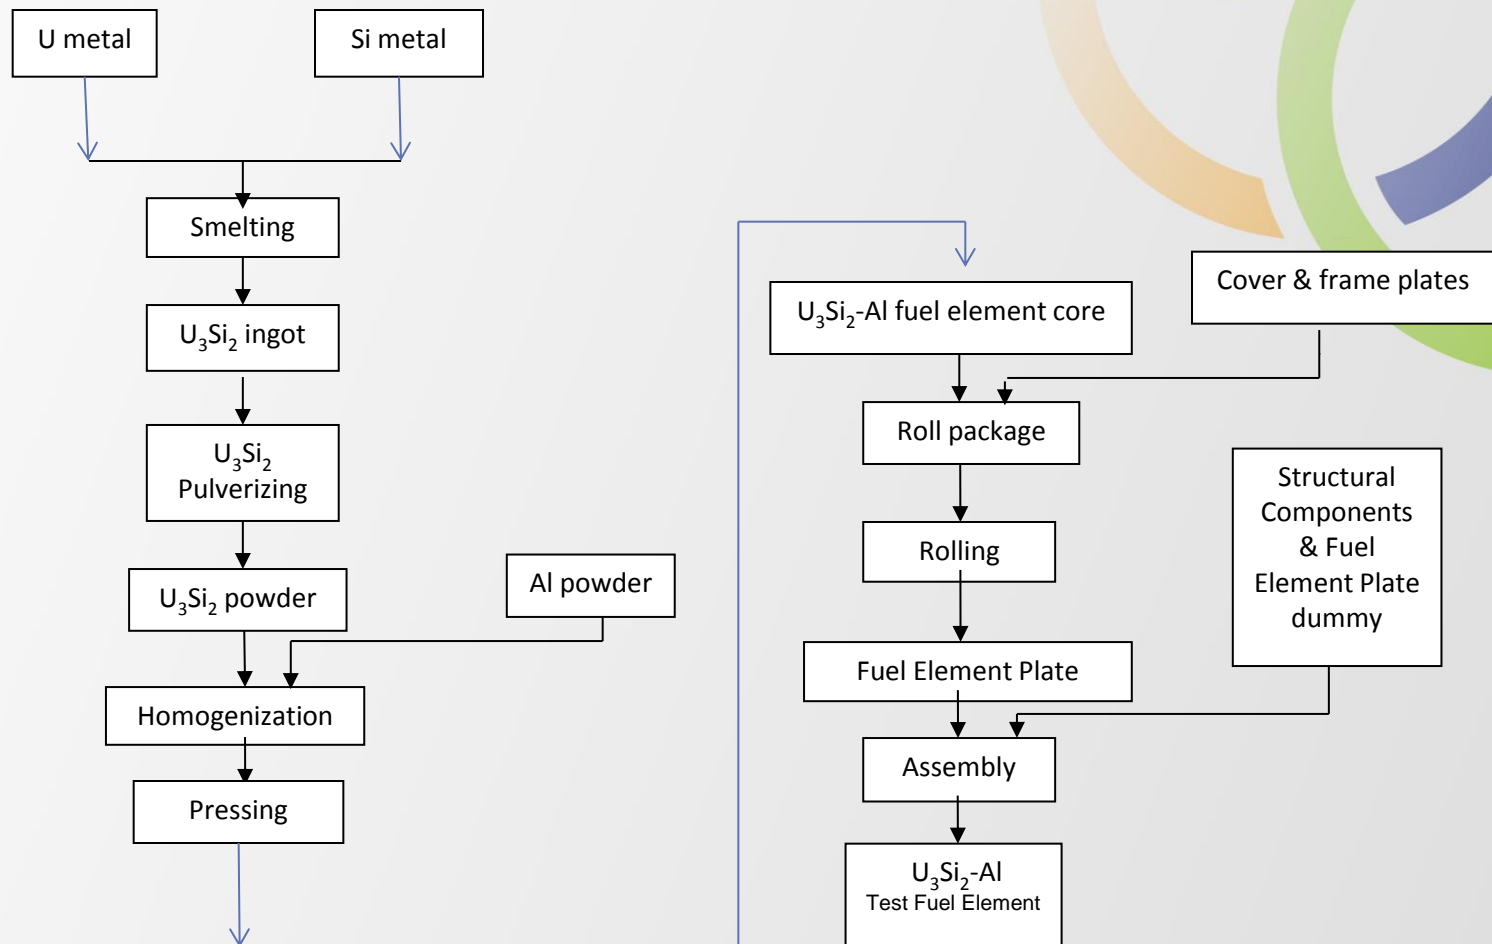 U metal
Si metal
Smelting
U₃Si₂ ingot
U₃Si₂
Pulverizing
U₃Si₂ powder
Al powder
Homogenization
Pressing
U₃Si₂-Al fuel element core
Cover & frame plates
Roll package
Rolling
Structural
Components
& Fuel
Element Plate
dummy
Fuel Element Plate
Assembly
U₃Si₂-Al
Test Fuel Element